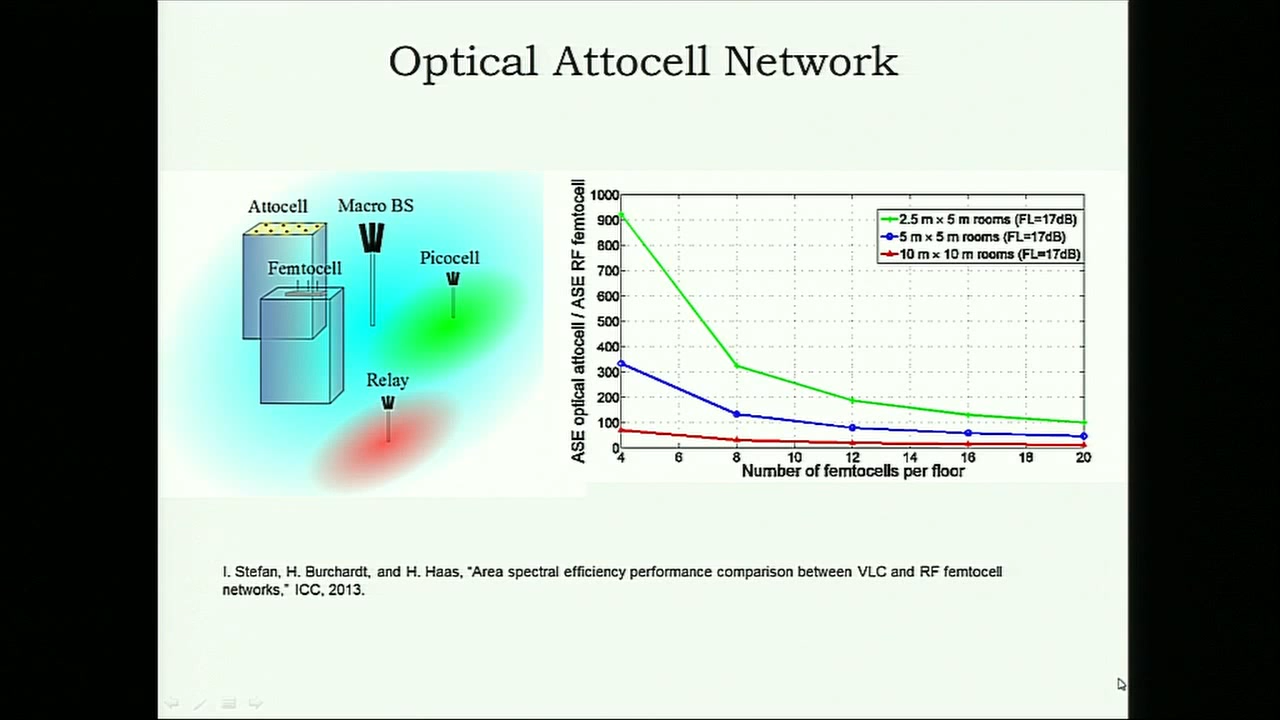 Optical Attocell Network
Attocell
Macro BS
Femtocell
Picocell
Relay
ASE optical attocell / ASE RF femtocell
1000
900
800
700
600
500
400
300
200
100
0
4 6 8 10 12 14 16 18 20
Number of femtocells per floor
2.5 m × 5 m rooms (FL=17dB)
5 m × 5 m rooms (FL=17dB)
10 m × 10 m rooms (FL=17dB)
I. Stefan, H. Burchardt, and H. Haas, “Area spectral efficiency performance comparison between VLC and RF femtocell
networks,” ICC, 2013.